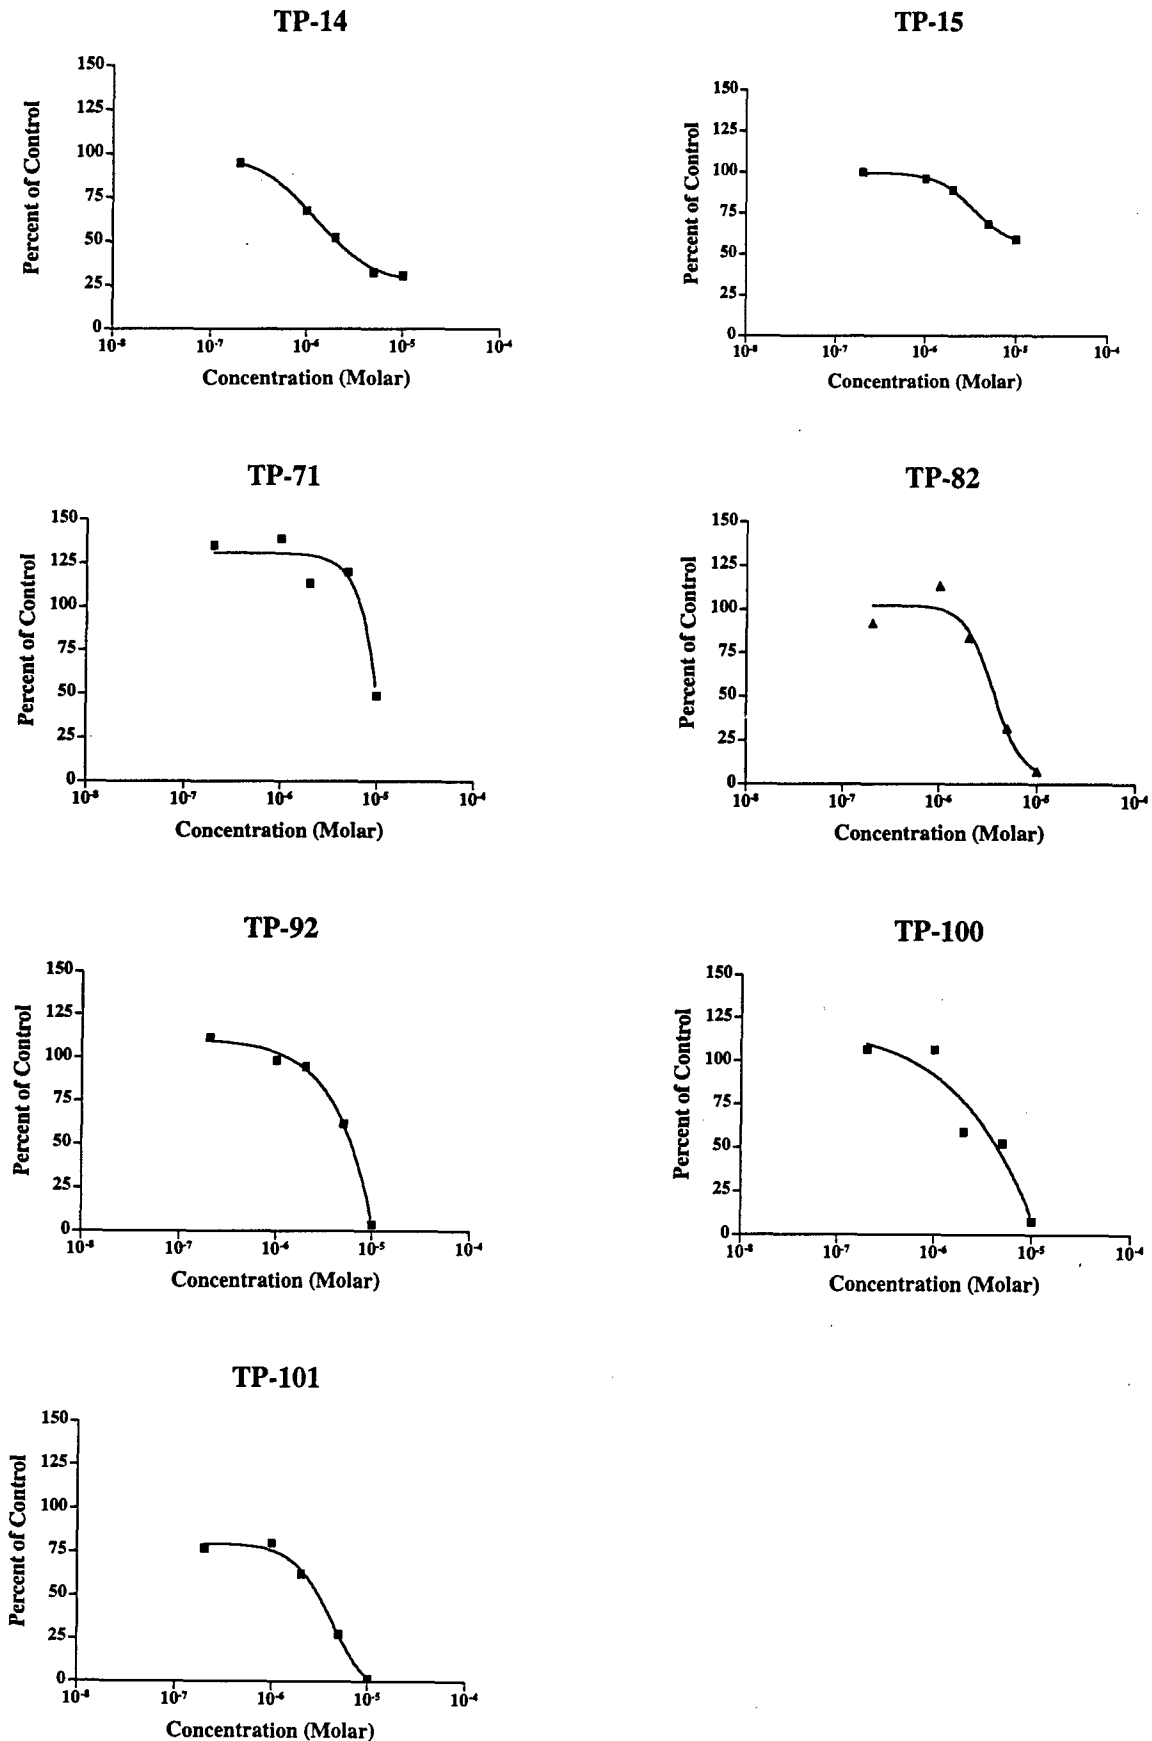 TP-14
150
125
100
75
50
25
0
Percent of Control
10⁻⁸ 10⁻⁷ 10⁻⁶ 10⁻⁵ 10⁻⁴
Concentration (Molar)
TP-15
150
125
100
75
50
25
0
Percent of Control
10⁻⁸ 10⁻⁷ 10⁻⁶ 10⁻⁵ 10⁻⁴
Concentration (Molar)
TP-71
150
125
100
75
50
25
0
Percent of Control
10⁻⁸ 10⁻⁷ 10⁻⁶ 10⁻⁵ 10⁻⁴
Concentration (Molar)
TP-82
150
125
100
75
50
25
0
Percent of Control
10⁻⁸ 10⁻⁷ 10⁻⁶ 10⁻⁵ 10⁻⁴
Concentration (Molar)
TP-92
150
125
100
75
50
25
0
Percent of Control
10⁻⁸ 10⁻⁷ 10⁻⁶ 10⁻⁵ 10⁻⁴
Concentration (Molar)
TP-100
150
125
100
75
50
25
0
Percent of Control
10⁻⁸ 10⁻⁷ 10⁻⁶ 10⁻⁵ 10⁻⁴
Concentration (Molar)
TP-101
150
125
100
75
50
25
0
Percent of Control
10⁻⁸ 10⁻⁷ 10⁻⁶ 10⁻⁵ 10⁻⁴
Concentration (Molar)